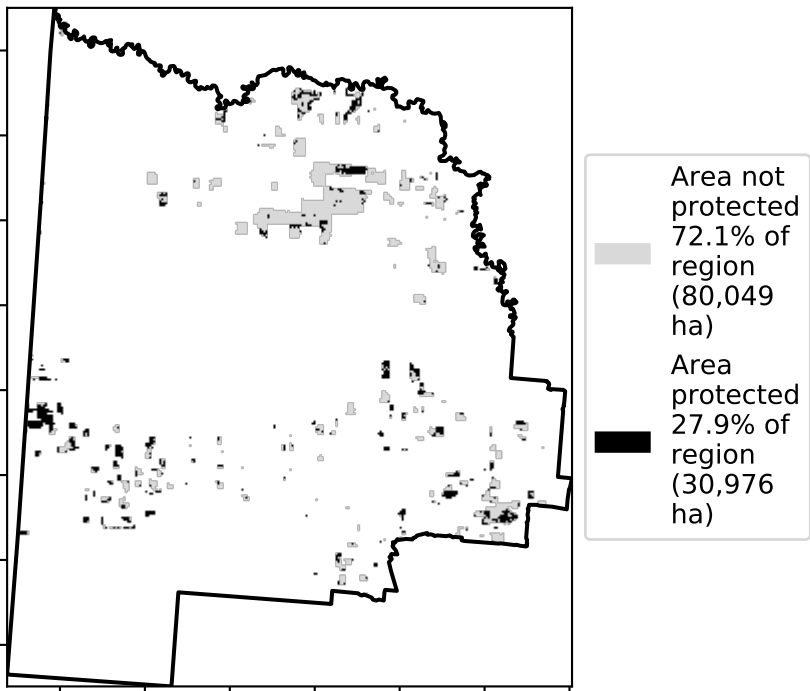 Area not
protected
72.1% of
region
(80,049
ha)
Area
protected
27.9% of
region
(30,976
ha)